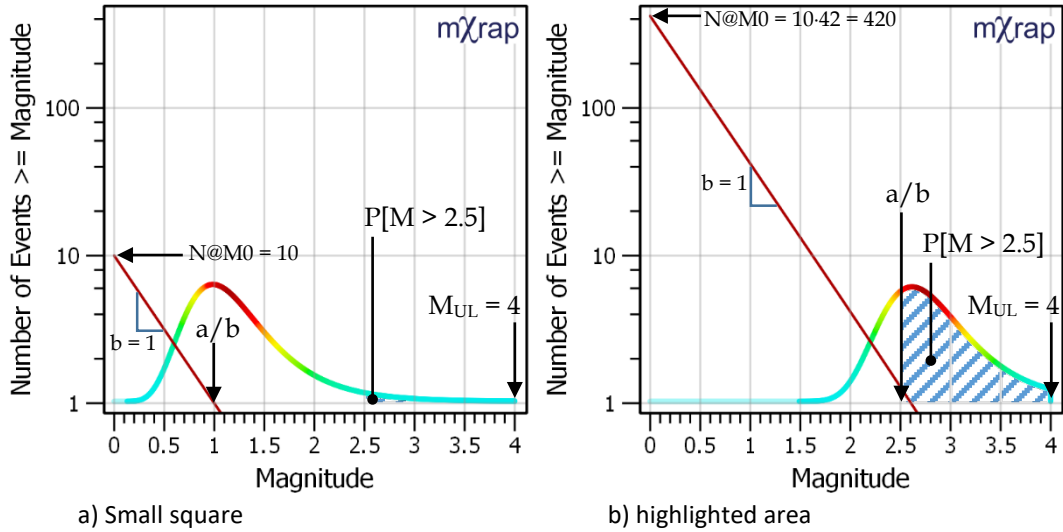 mχrap
Number of Events >= Magnitude
100
10
1
N@M0 = 10
P[M > 2.5]
b = 1
a/b
M_UL = 4
0 0.5 1 1.5 2 2.5 3 3.5 4
Magnitude
a) Small square
mχrap
Number of Events >= Magnitude
100
10
1
N@M0 = 10·42 = 420
b = 1
a/b
P[M > 2.5]
M_UL = 4
0 0.5 1 1.5 2 2.5 3 3.5 4
Magnitude
b) highlighted area